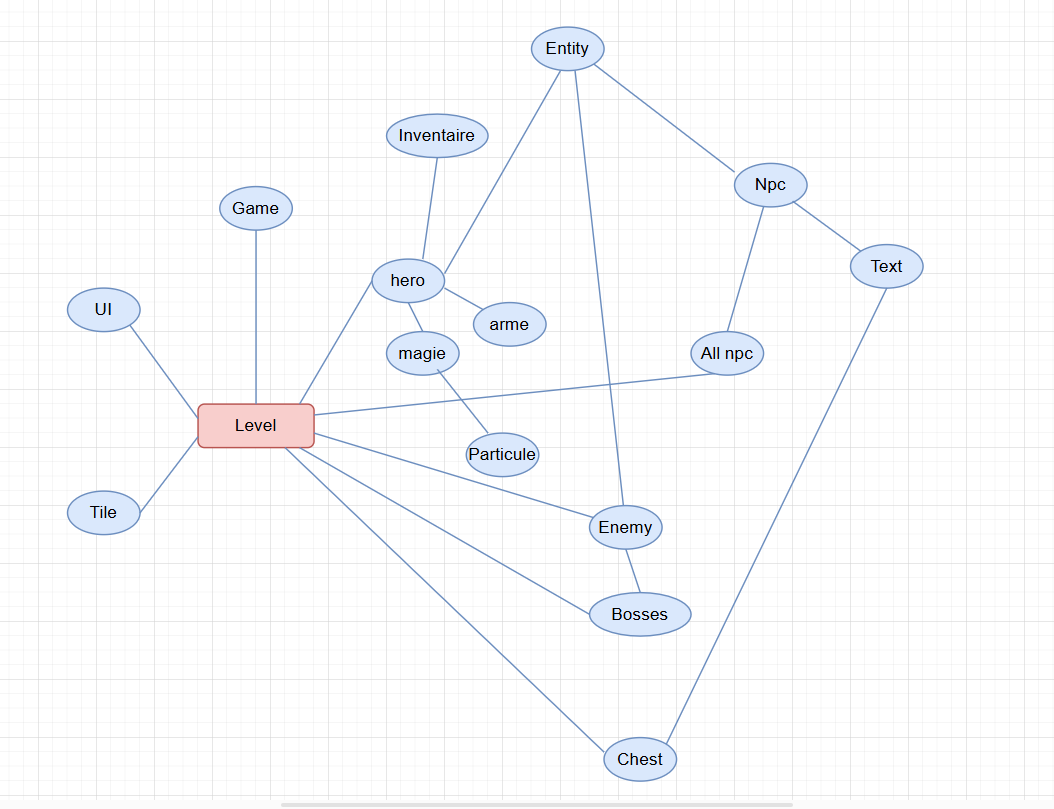 Entity
Inventaire
Npc
Game
Text
hero
UI
arme
magie
All npc
Level
Particule
Tile
Enemy
Bosses
Chest